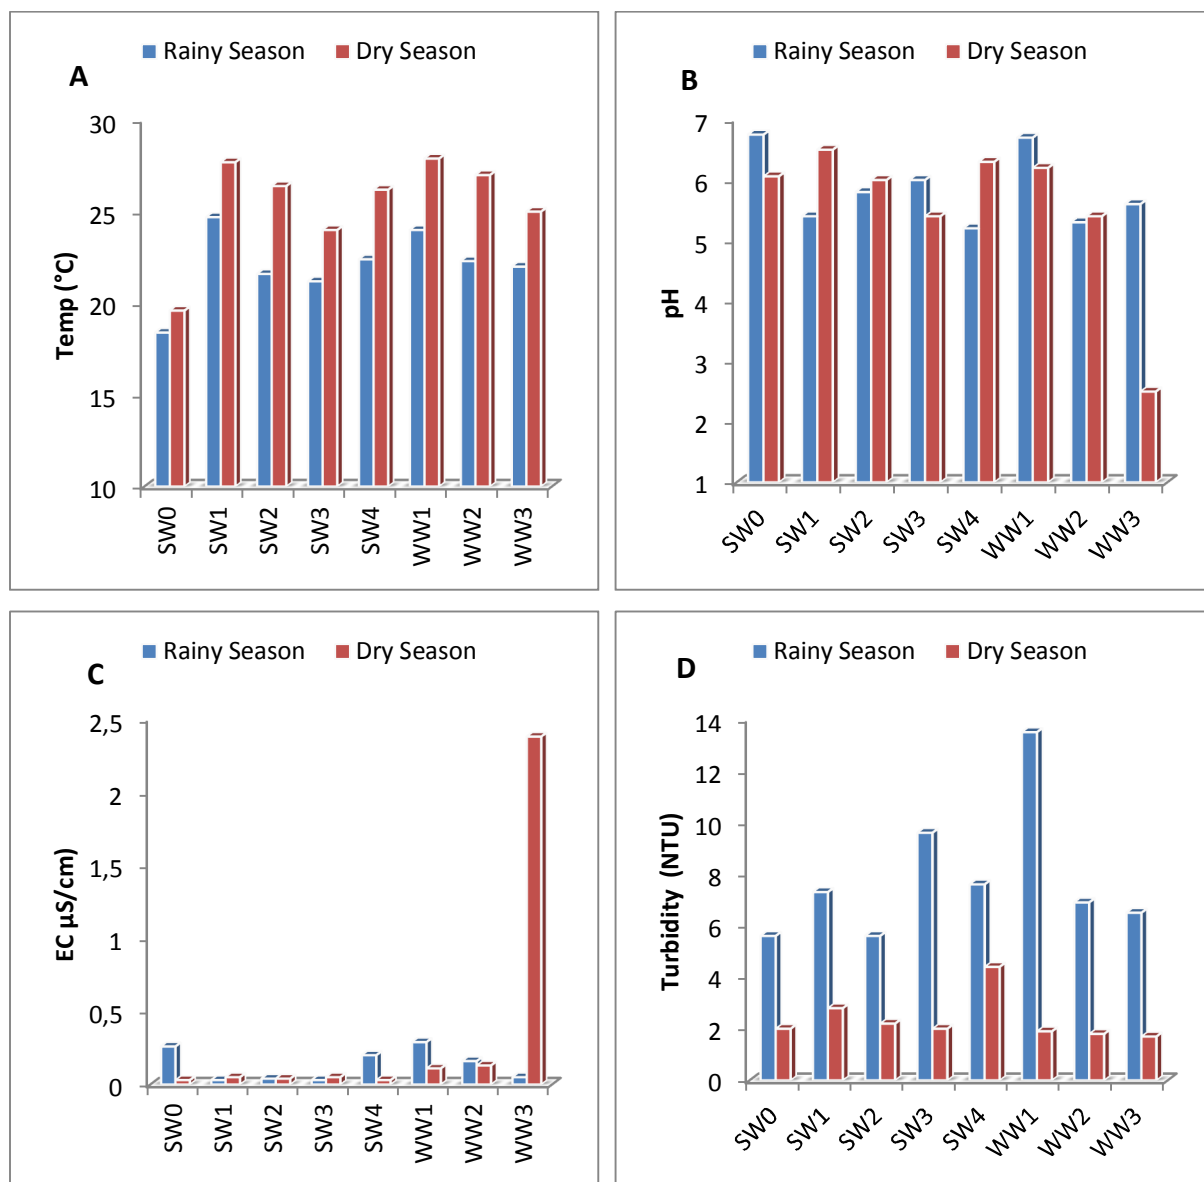 Rainy Season Dry Season
A
Temp (°C)
30
25
20
15
10
SW0 SW1 SW2 SW3 SW4 WW1 WW2 WW3
Rainy Season Dry Season
B
pH
7
6
5
4
3
2
1
SW0 SW1 SW2 SW3 SW4 WW1 WW2 WW3
Rainy Season Dry Season
C
EC µS/cm
2,5
2
1,5
1
0,5
0
SW0 SW1 SW2 SW3 SW4 WW1 WW2 WW3
Rainy Season Dry Season
D
Turbidity (NTU)
14
12
10
8
6
4
2
0
SW0 SW1 SW2 SW3 SW4 WW1 WW2 WW3